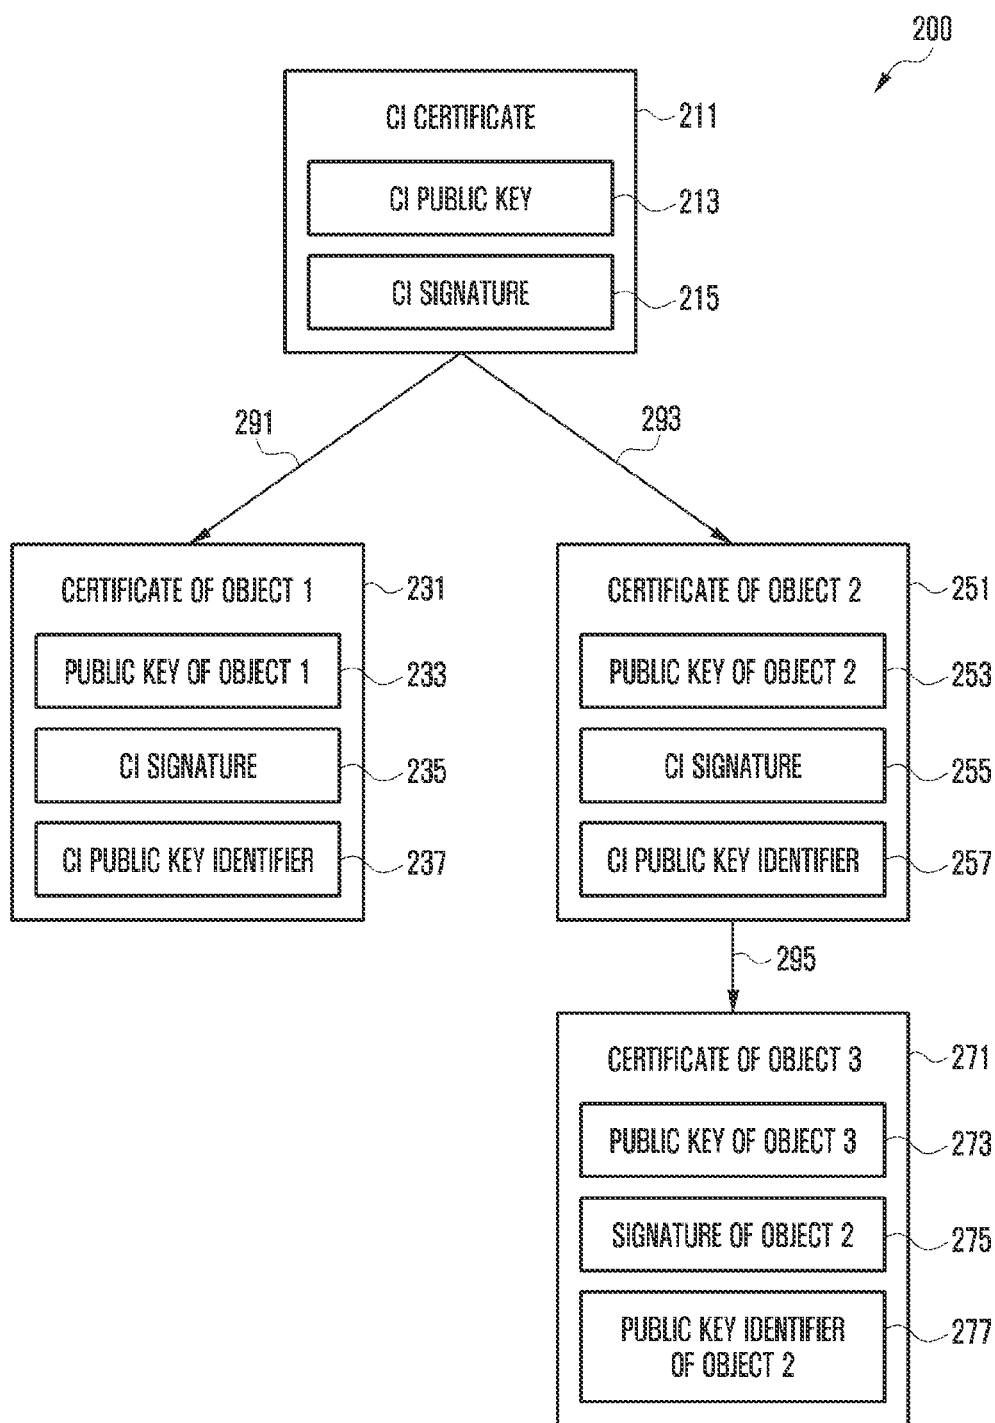 200
CI CERTIFICATE
211
CI PUBLIC KEY
213
CI SIGNATURE
215
291
293
CERTIFICATE OF OBJECT 1
231
PUBLIC KEY OF OBJECT 1
233
CI SIGNATURE
235
CI PUBLIC KEY IDENTIFIER
237
CERTIFICATE OF OBJECT 2
251
PUBLIC KEY OF OBJECT 2
253
CI SIGNATURE
255
CI PUBLIC KEY IDENTIFIER
257
295
CERTIFICATE OF OBJECT 3
271
PUBLIC KEY OF OBJECT 3
273
SIGNATURE OF OBJECT 2
275
PUBLIC KEY IDENTIFIER
OF OBJECT 2
277